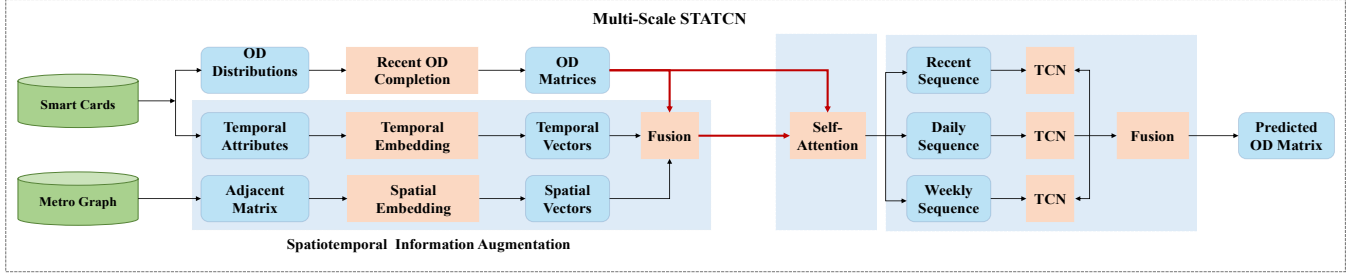 Multi-Scale STATCN
Smart Cards
OD
Distributions
Recent OD
Completion
OD
Matrices
Temporal
Attributes
Temporal
Embedding
Temporal
Vectors
Fusion
Metro Graph
Adjacent
Matrix
Spatial
Embedding
Spatial
Vectors
Spatiotemporal Information Augmentation
Self-
Attention
Recent
Sequence
TCN
Daily
Sequence
TCN
Weekly
Sequence
TCN
Fusion
Predicted
OD Matrix